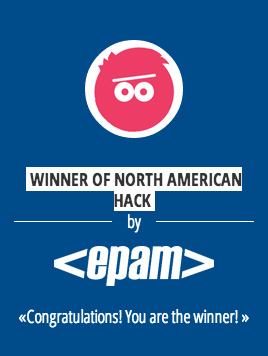 WINNER OF NORTH AMERICAN
HACK
by
<epam>
«Congratulations! You are the winner! »